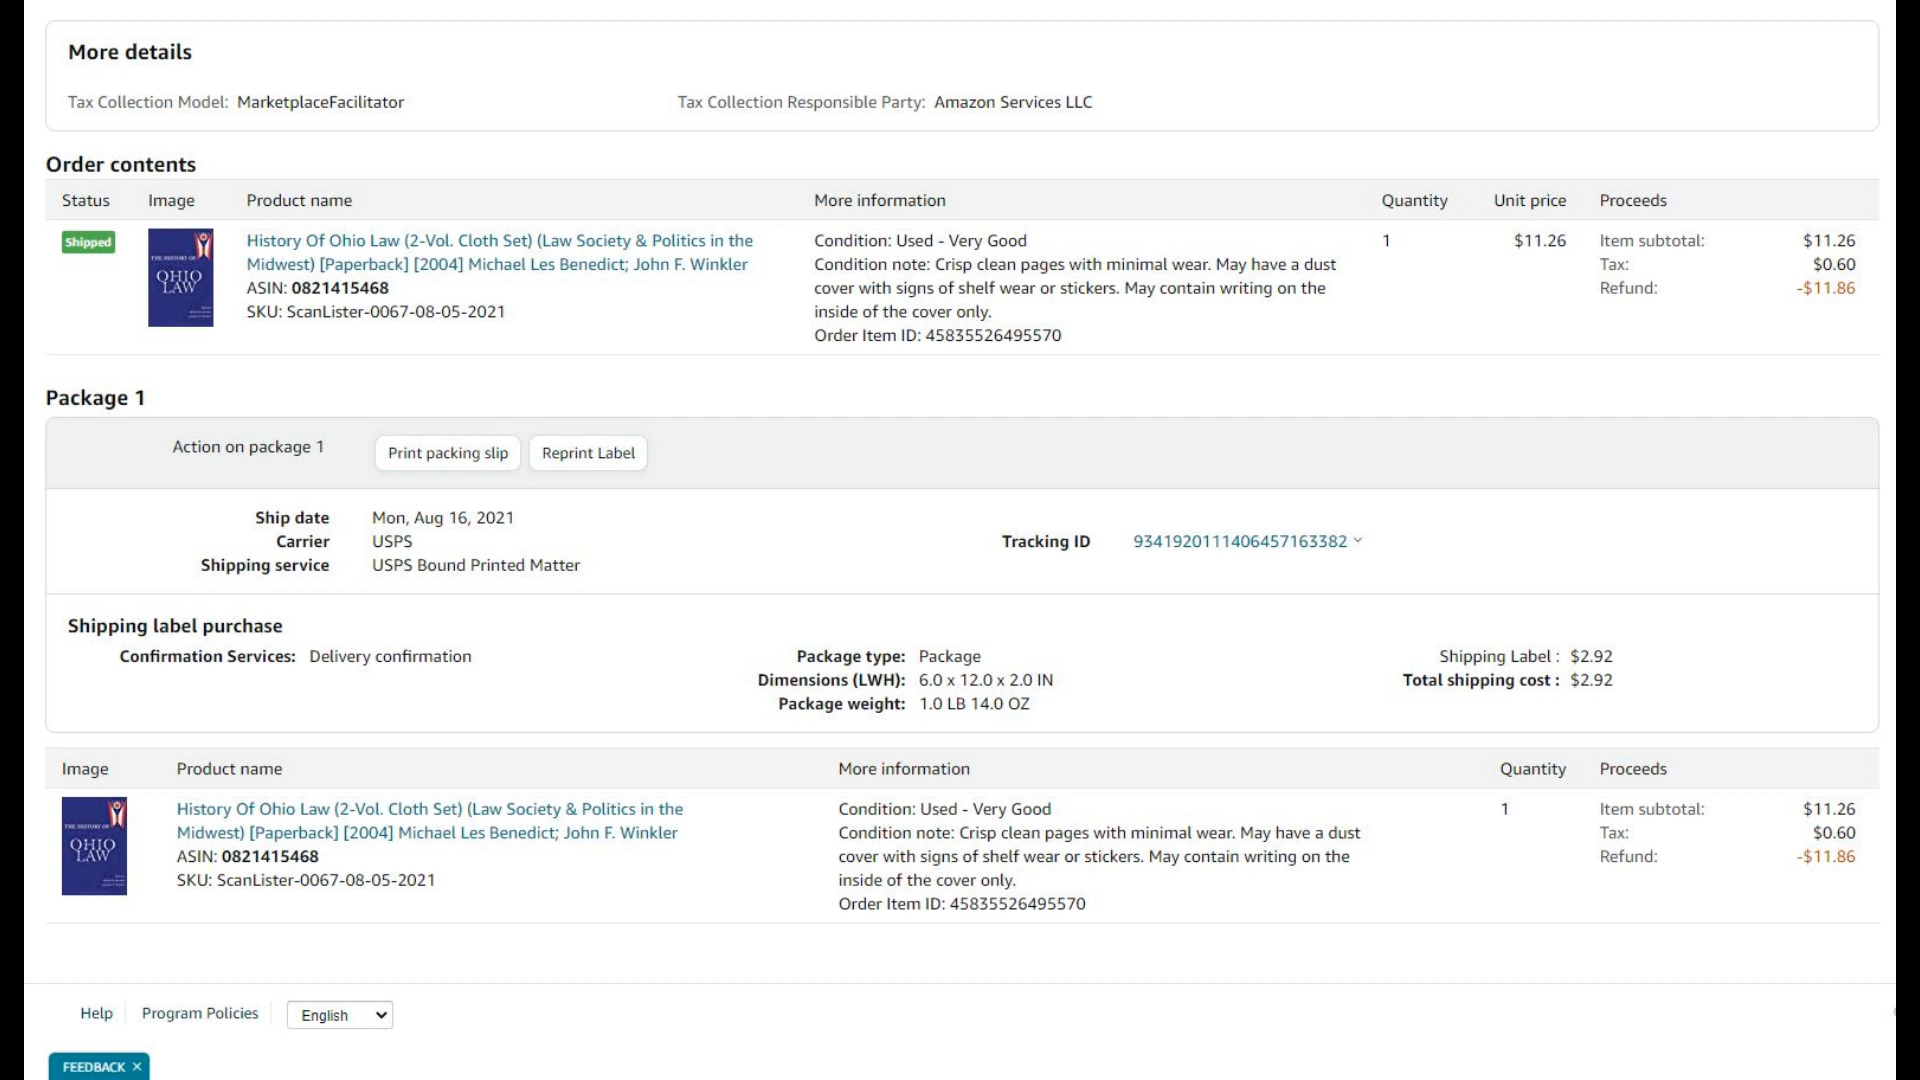 More details
Tax Collection Model: MarketplaceFacilitator
Tax Collection Responsible Party: Amazon Services LLC
Order contents
Status Image Product name More information Quantity Unit price Proceeds
Shipped
THE HISTORY OF
OHIO
LAW
History Of Ohio Law (2-Vol. Cloth Set) (Law Society & Politics in the
Midwest) [Paperback] [2004] Michael Les Benedict; John F. Winkler
ASIN: 0821415468
SKU: ScanLister-0067-08-05-2021
Condition: Used - Very Good
Condition note: Crisp clean pages with minimal wear. May have a dust
cover with signs of shelf wear or stickers. May contain writing on the
inside of the cover only.
Order Item ID: 45835526495570
1
$11.26
Item subtotal: $11.26
Tax: $0.60
Refund: -$11.86
Package 1
Action on package 1
Print packing slip
Reprint Label
Ship date Mon, Aug 16, 2021
Carrier USPS
Shipping service USPS Bound Printed Matter
Tracking ID 9341920111406457163382
Shipping label purchase
Confirmation Services: Delivery confirmation
Package type: Package
Dimensions (LWH): 6.0 x 12.0 x 2.0 IN
Package weight: 1.0 LB 14.0 OZ
Shipping Label : $2.92
Total shipping cost : $2.92
Image Product name More information Quantity Proceeds
THE HISTORY OF
OHIO
LAW
History Of Ohio Law (2-Vol. Cloth Set) (Law Society & Politics in the
Midwest) [Paperback] [2004] Michael Les Benedict; John F. Winkler
ASIN: 0821415468
SKU: ScanLister-0067-08-05-2021
Condition: Used - Very Good
Condition note: Crisp clean pages with minimal wear. May have a dust
cover with signs of shelf wear or stickers. May contain writing on the
inside of the cover only.
Order Item ID: 45835526495570
1
Item subtotal: $11.26
Tax: $0.60
Refund: -$11.86
Help
Program Policies
English
FEEDBACK ×